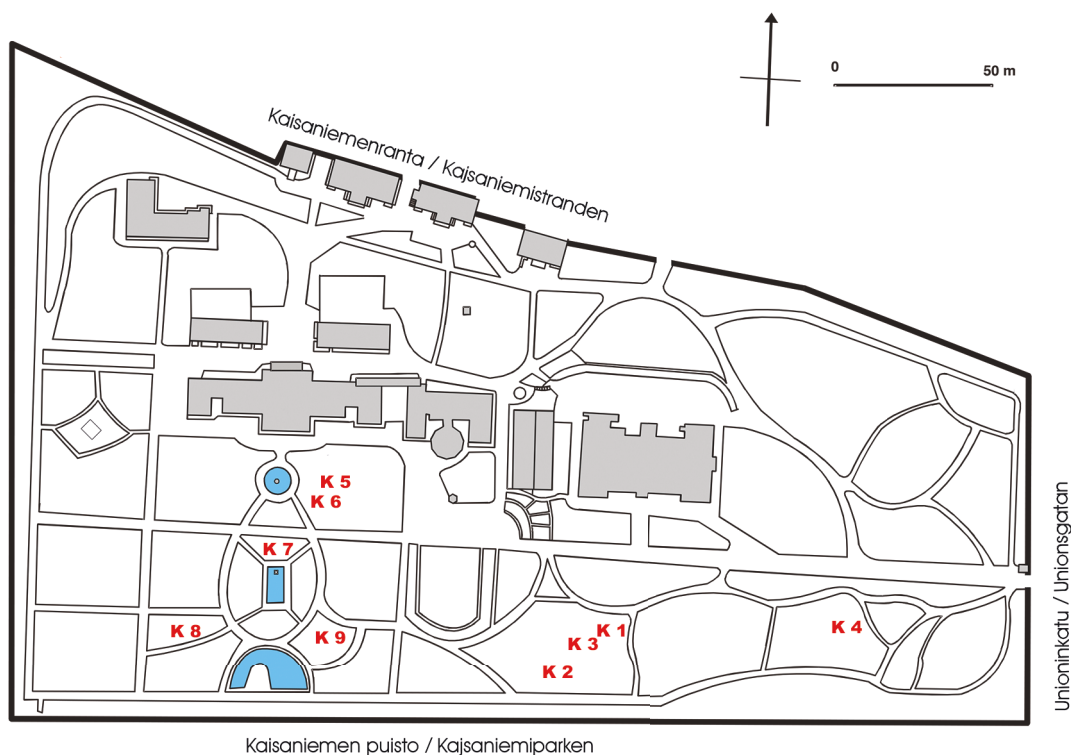 0
50 m
Kaisaniemenranta / Kajsaniemistranden
K 5
K 6
K 7
K 8
K 9
K 1
K 3
K 2
K 4
Unioninkatu / Unionsgatan
Kaisaniemen puisto / Kajsaniemiparken